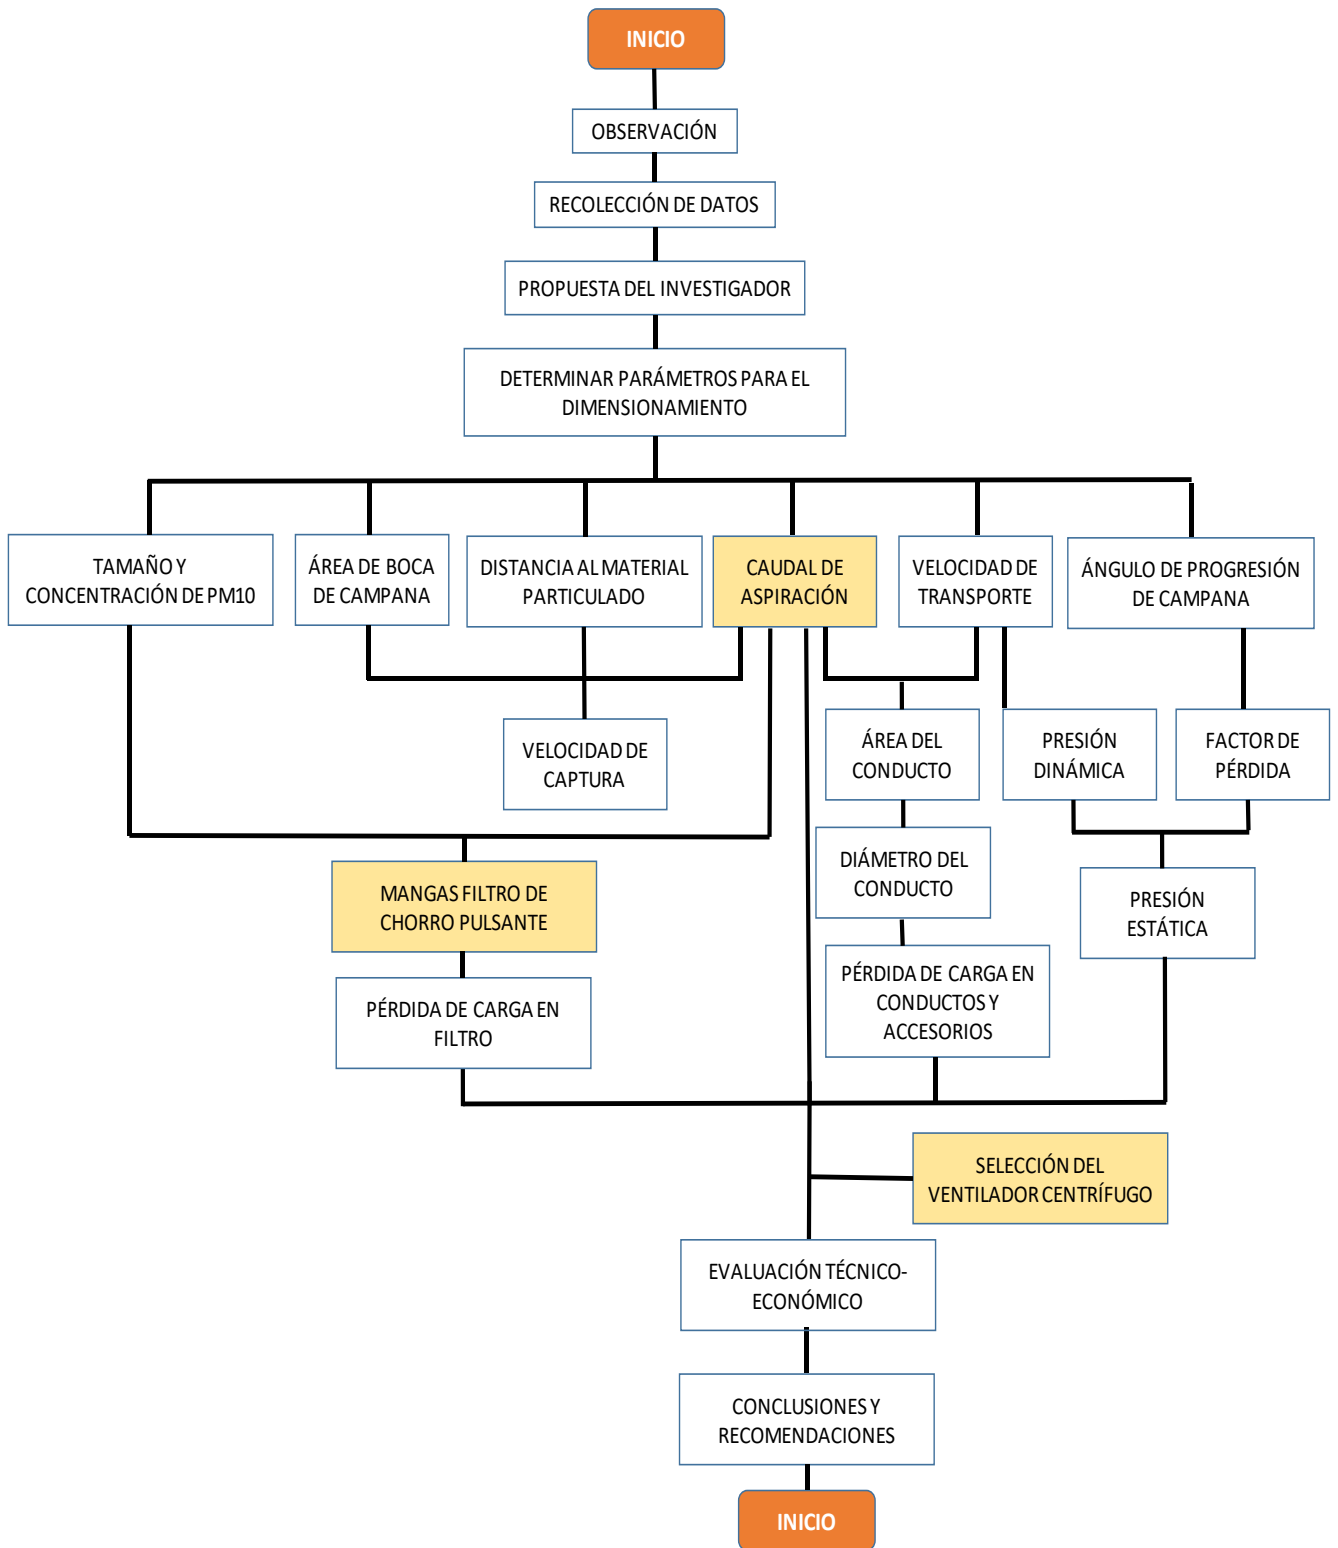 INICIO
OBSERVACIÓN
RECOLECCIÓN DE DATOS
PROPUESTA DEL INVESTIGADOR
DETERMINAR PARÁMETROS PARA EL
DIMENSIONAMIENTO
TAMAÑO Y
CONCENTRACIÓN DE PM10
ÁREA DE BOCA
DE CAMPANA
DISTANCIA AL MATERIAL
PARTICULADO
CAUDAL DE
ASPIRACIÓN
VELOCIDAD DE
TRANSPORTE
ÁNGULO DE PROGRESIÓN
DE CAMPANA
VELOCIDAD DE
CAPTURA
ÁREA DEL
CONDUCTO
PRESIÓN
DINÁMICA
FACTOR DE
PÉRDIDA
MANGAS FILTRO DE
CHORRO PULSANTE
DIÁMETRO DEL
CONDUCTO
PRESIÓN
ESTÁTICA
PÉRDIDA DE CARGA EN
FILTRO
PÉRDIDA DE CARGA EN
CONDUCTOS Y
ACCESORIOS
SELECCIÓN DEL
VENTILADOR CENTRÍFUGO
EVALUACIÓN TÉCNICO-
ECONÓMICO
CONCLUSIONES Y
RECOMENDACIONES
INICIO